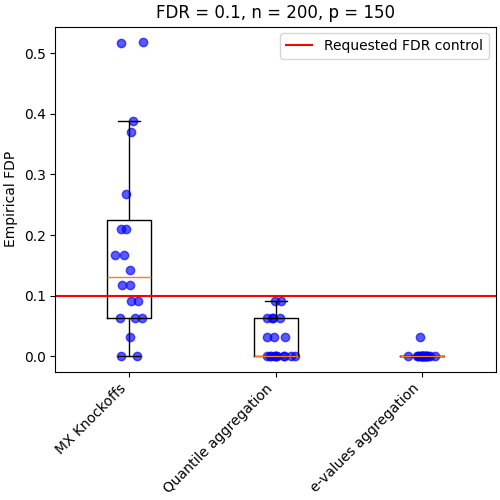 FDR = 0.1, n = 200, p = 150
Requested FDR control
Empirical FDP
0.5
0.4
0.3
0.2
0.1
0.0
MX Knockoffs
Quantile aggregation
e-values aggregation